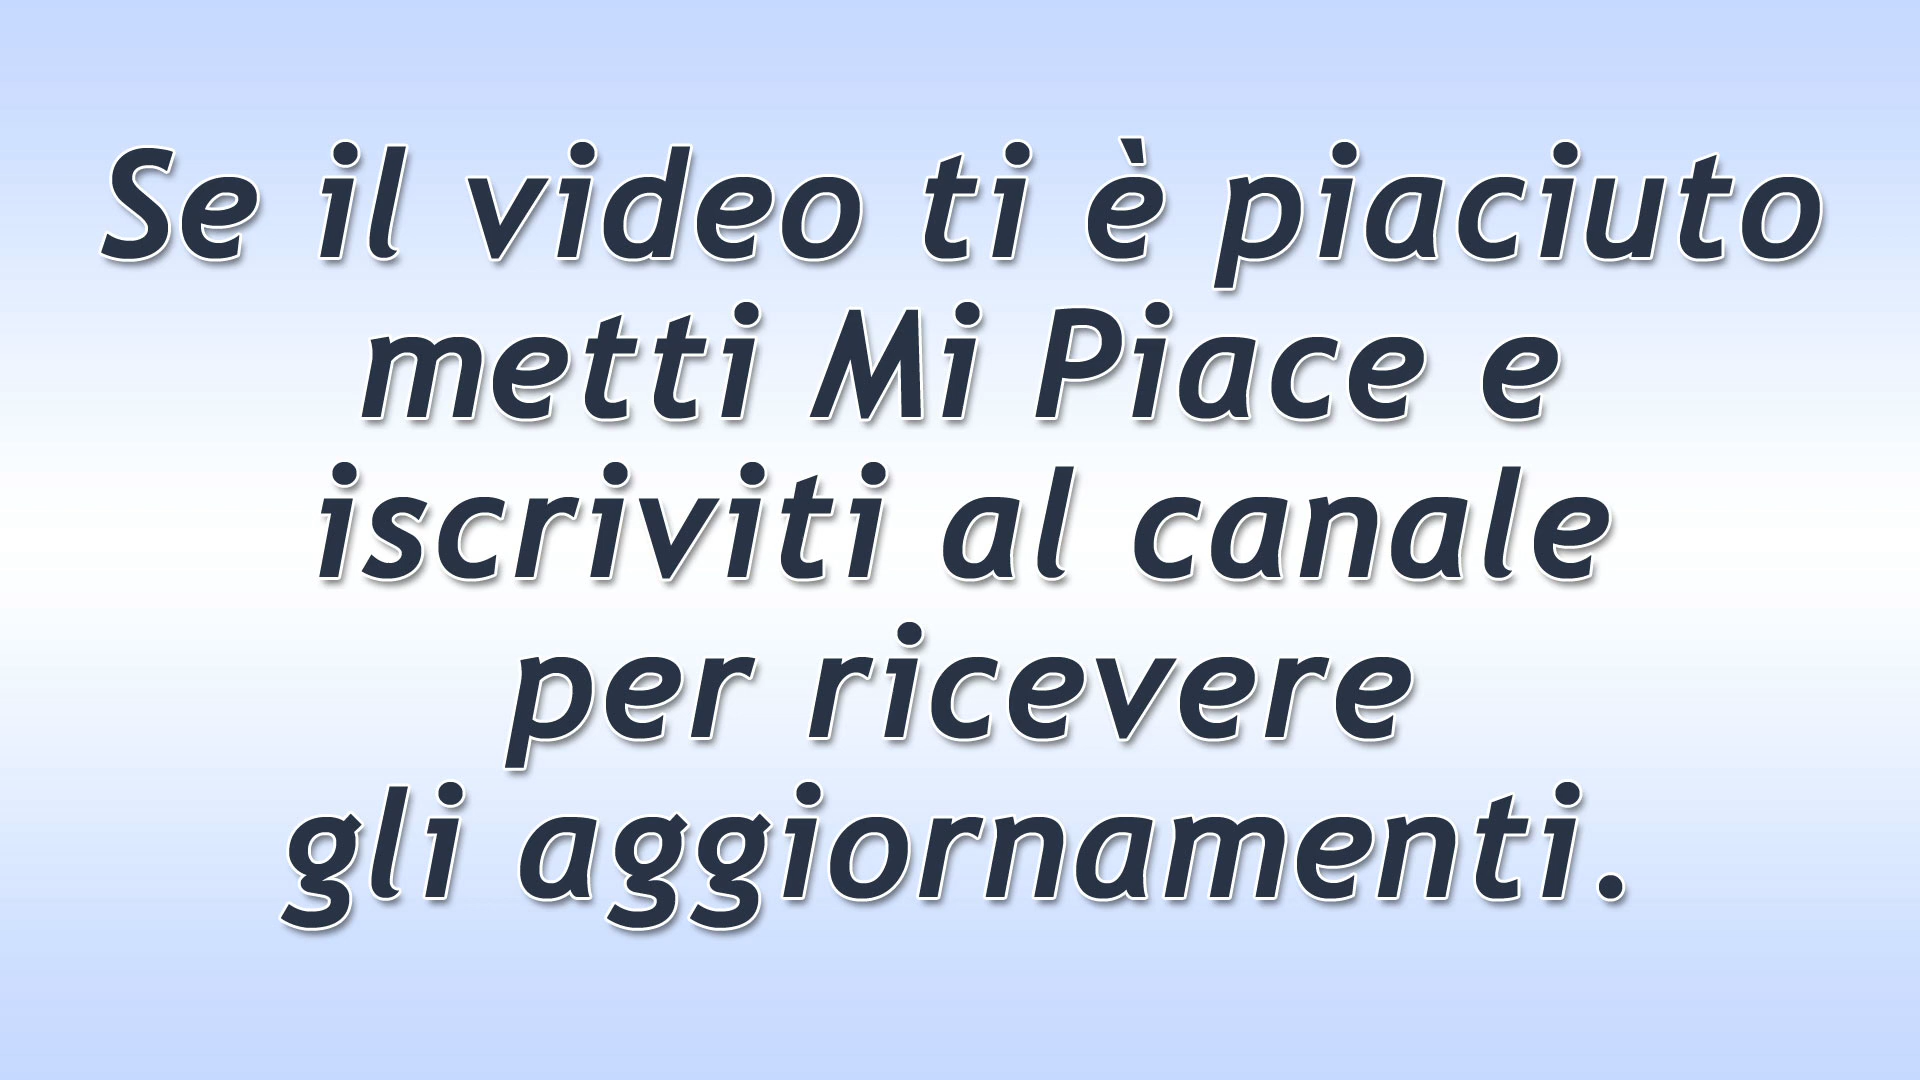 Se il video ti è piaciuto
metti Mi Piace e
iscriviti al canale
per ricevere
gli aggiornamenti.